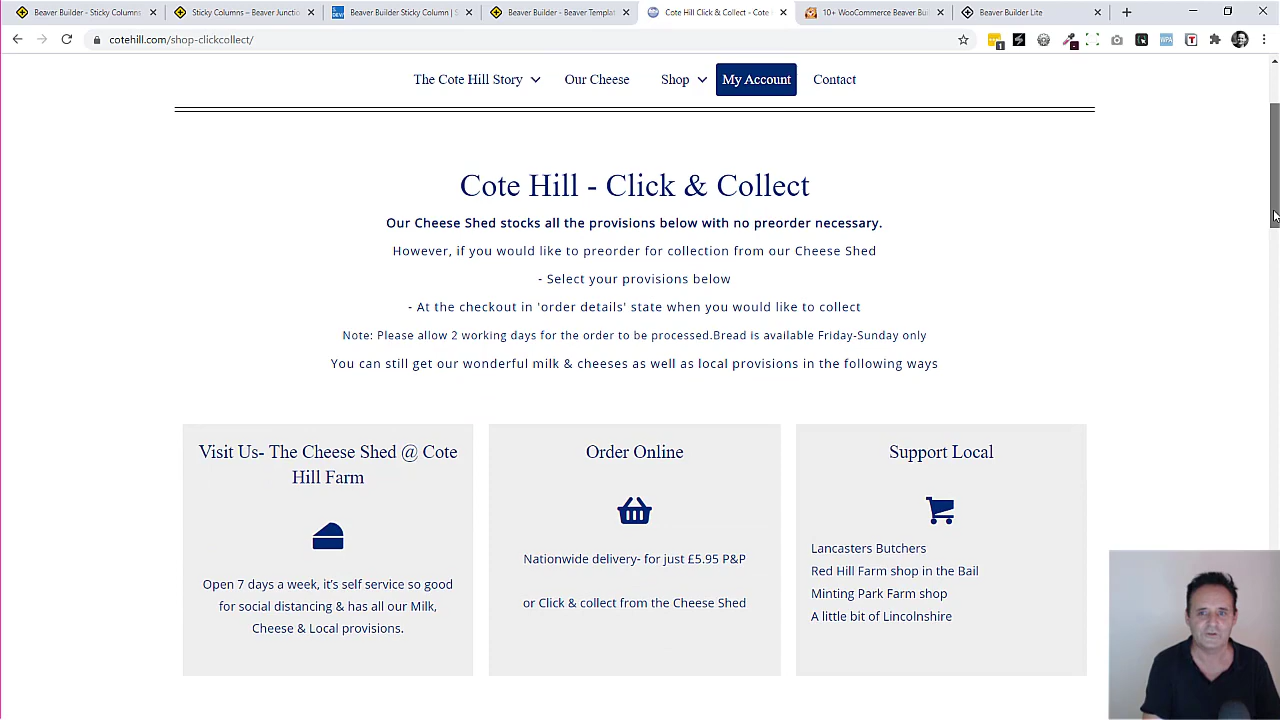 Beaver Builder - Sticky Columns
Sticky Columns – Beaver Junctio
Beaver Builder Sticky Column | S
Beaver Builder - Beaver Templat
Cote Hill Click & Collect - Cote
10+ WooCommerce Beaver Bui
Beaver Builder Lite
cotehill.com/shop-clickcollect/
The Cote Hill Story
Our Cheese
Shop
My Account
Contact
Cote Hill - Click & Collect
Our Cheese Shed stocks all the provisions below with no preorder necessary.
However, if you would like to preorder for collection from our Cheese Shed
- Select your provisions below
- At the checkout in 'order details' state when you would like to collect
Note: Please allow 2 working days for the order to be processed.Bread is available Friday-Sunday only
You can still get our wonderful milk & cheeses as well as local provisions in the following ways
Visit Us- The Cheese Shed @ Cote
Hill Farm
Open 7 days a week, it's self service so good
for social distancing & has all our Milk,
Cheese & Local provisions.
Order Online
Nationwide delivery- for just £5.95 P&P
or Click & collect from the Cheese Shed
Support Local
Lancasters Butchers
Red Hill Farm shop in the Bail
Minting Park Farm shop
A little bit of Lincolnshire